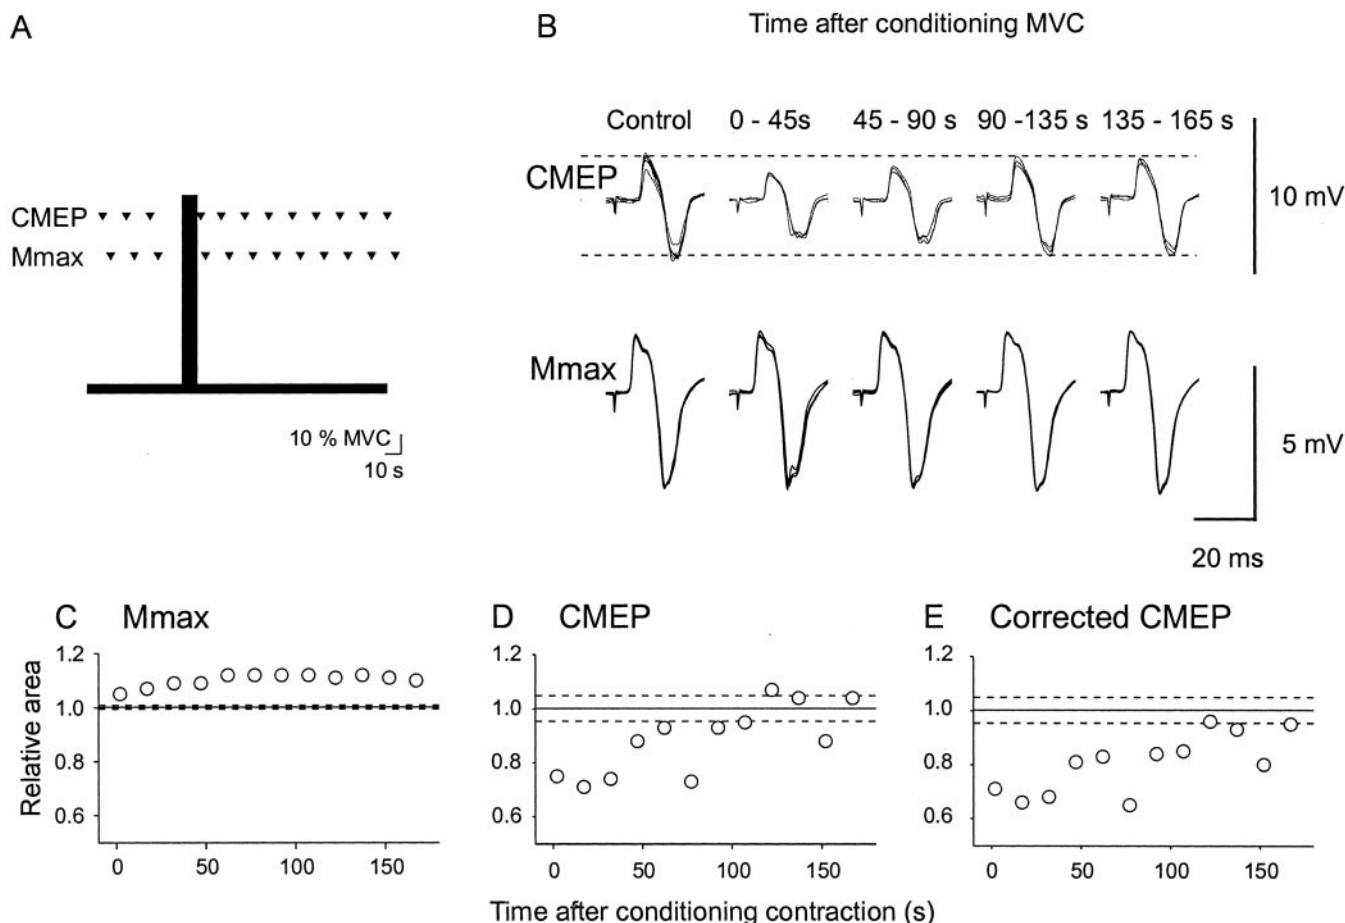 A
CMEP
Mmax
10 % MVC
10 s
B
Time after conditioning MVC
Control 0 - 45s 45 - 90 s 90 -135 s 135 - 165 s
CMEP
10 mV
Mmax
5 mV
20 ms
C Mmax
Relative area
1.2
1.0
0.8
0.6
0 50 100 150
D CMEP
1.2
1.0
0.8
0.6
0 50 100 150
E Corrected CMEP
1.2
1.0
0.8
0.6
0 50 100 150
Time after conditioning contraction (s)